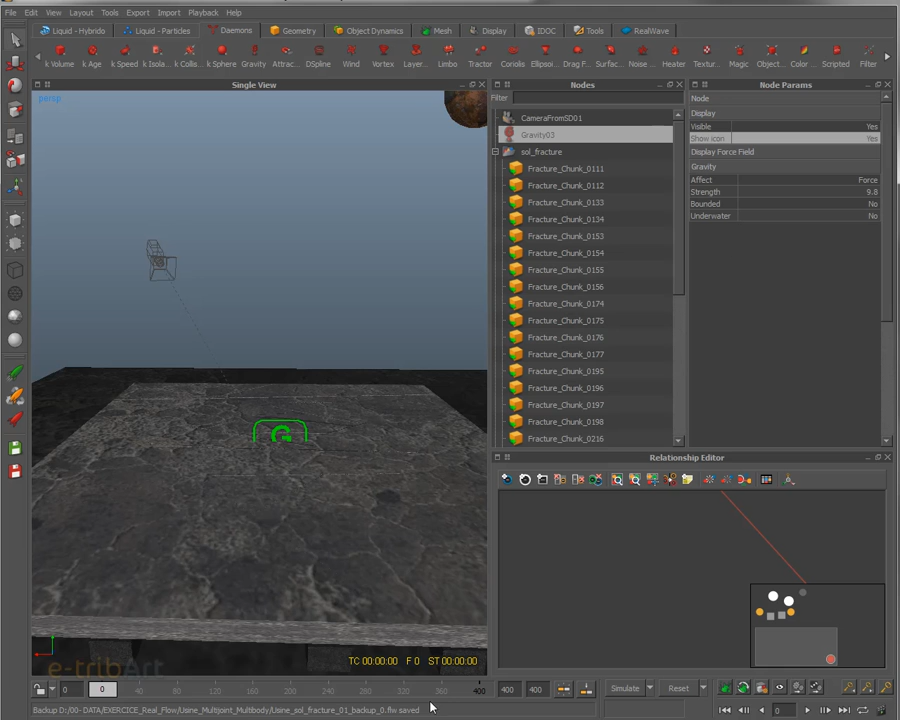 File Edit View Layout Tools Export Import Playback Help
Liquid - Hybrido Liquid - Particles Daemons Geometry Object Dynamics Mesh Display IDOC Tools RealWave
k Volume k Age k Speed k Isola... k Collis k Sphere Gravity Attrac... DSpline Wind Vortex Layer... Limbo Tractor Coriolis Ellipsoi... Drag F... Surfac... Noise ... Heater Textur... Magic Object... Color ... Scripted Filter
Single View Nodes Node Params
persp
Filter
Node
Display
Visible Yes
Show icon Yes
Display Force Field
Gravity
Affect Force
Strength 9.8
Bounded No
Underwater No
CameraFromSD01
Gravity03
sol_fracture
Fracture_Chunk_0111
Fracture_Chunk_0112
Fracture_Chunk_0133
Fracture_Chunk_0134
Fracture_Chunk_0153
Fracture_Chunk_0154
Fracture_Chunk_0155
Fracture_Chunk_0156
Fracture_Chunk_0174
Fracture_Chunk_0175
Fracture_Chunk_0176
Fracture_Chunk_0177
Fracture_Chunk_0195
Fracture_Chunk_0196
Fracture_Chunk_0197
Fracture_Chunk_0198
Fracture_Chunk_0216
G
Relationship Editor
e-tribArt
TC 00:00:00 F 0 ST 00:00:00
0 0 40 80 120 160 200 240 280 320 360 400 400 400 Simulate Reset
Backup D:/00- DATA/EXERCICE_Real_Flow/Usine_Multijoint_Multibody/Usine_sol_fracture_01_backup_0.flw saved 0